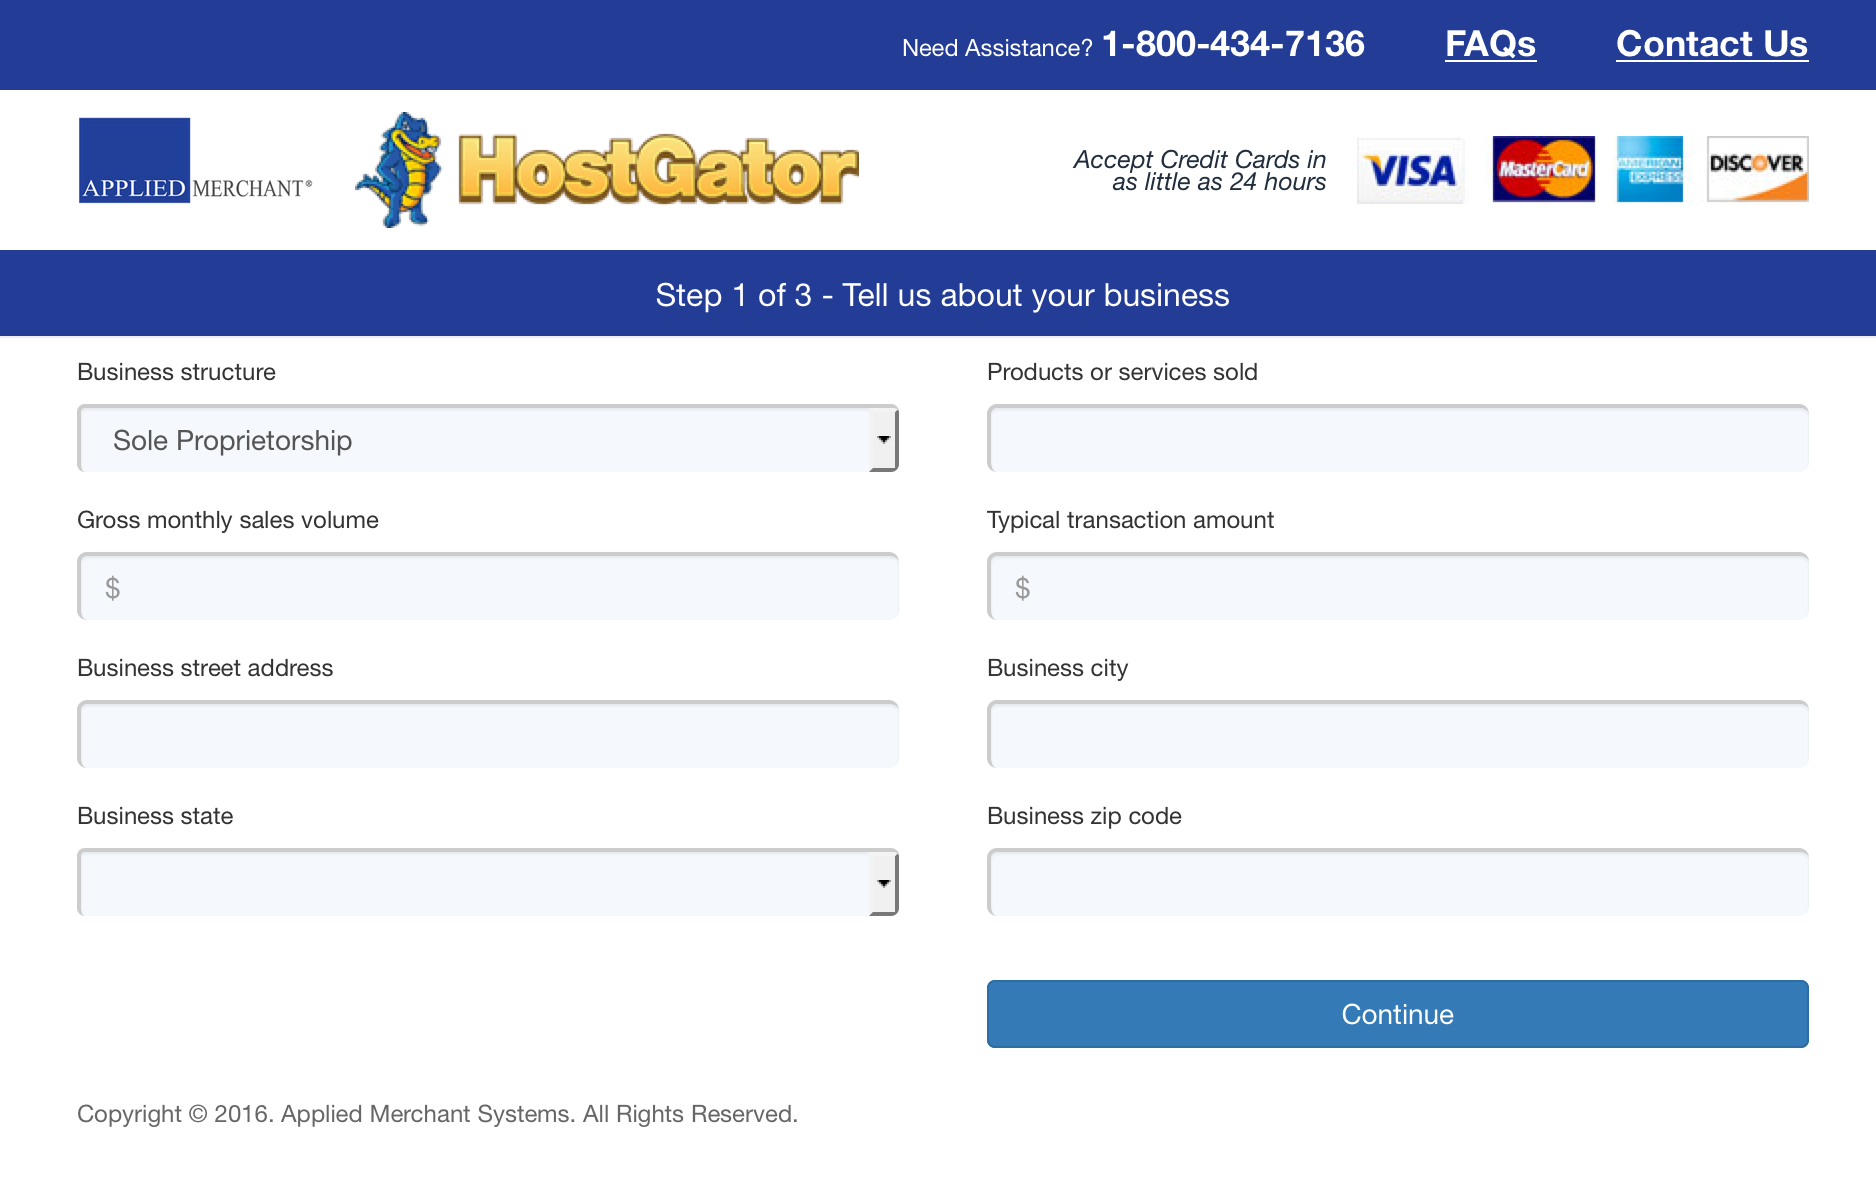 Need Assistance? 1-800-434-7136 FAQs Contact Us
APPLIED MERCHANT®
HostGator
Accept Credit Cards in
as little as 24 hours
VISA
MasterCard
AMERICAN
EXPRESS
DISCOVER
Step 1 of 3 - Tell us about your business
Business structure
Products or services sold
Sole Proprietorship
Gross monthly sales volume
Typical transaction amount
$
$
Business street address
Business city
Business state
Business zip code
Continue
Copyright © 2016. Applied Merchant Systems. All Rights Reserved.